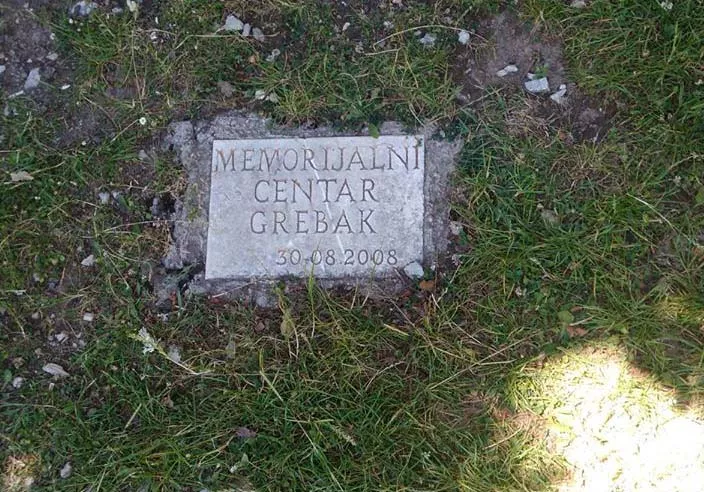 MEMORIJALNI
CENTAR
GREBAK
30.08.2008